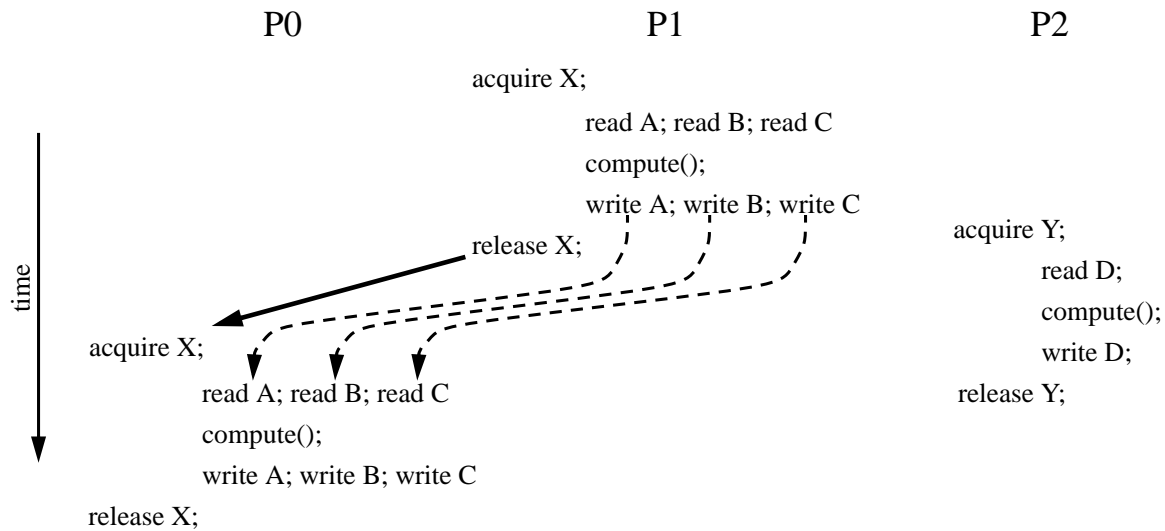 P0 P1 P2
acquire X;
read A; read B; read C
compute();
write A; write B; write C
release X;
acquire Y;
read D;
compute();
write D;
release Y;
time
acquire X;
read A; read B; read C
compute();
write A; write B; write C
release X;